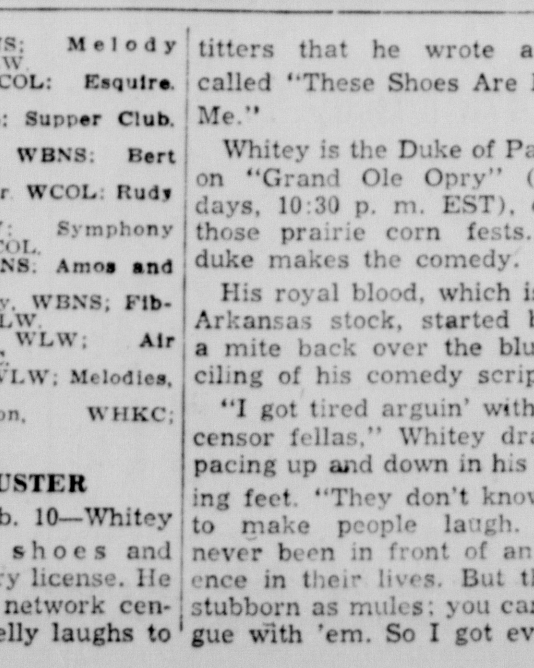 Melody
W.
COL: Esquire.
: Supper Club.
WBNS: Bert
WCOL: Rudy
Symphony
COL.
NS: Amos and
WBNS; Fib-
LW.
WLW; Air
WLW; Melodies,
on, WHKC;
USTER
b. 10—Whitey
shoes and
ry license. He
network cen-
elly laughs to
titters that he wrote a
called "These Shoes Are
Me."
Whitey is the Duke of Pa
on "Grand Ole Opry" (
days, 10:30 p. m. EST),
those prairie corn fests.
duke makes the comedy.
His royal blood, which i
Arkansas stock, started
a mite back over the blu
ciling of his comedy scrip
"I got tired arguin' with
censor fellas," Whitey dra
pacing up and down in his
ing feet. "They don't know
to make people laugh.
never been in front of an
ence in their lives. But t
stubborn as mules; you ca
gue with 'em. So I got ev